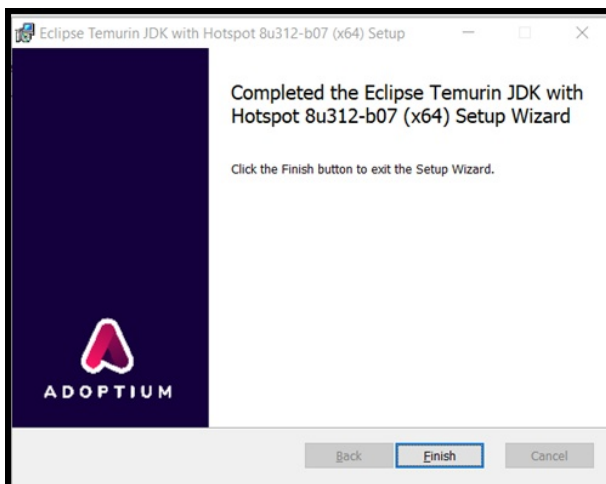 Eclipse Temurin JDK with Hotspot 8u312-b07 (x64) Setup
Completed the Eclipse Temurin JDK with
Hotspot 8u312-b07 (x64) Setup Wizard
Click the Finish button to exit the Setup Wizard.
ADOPTIUM
Back Finish Cancel